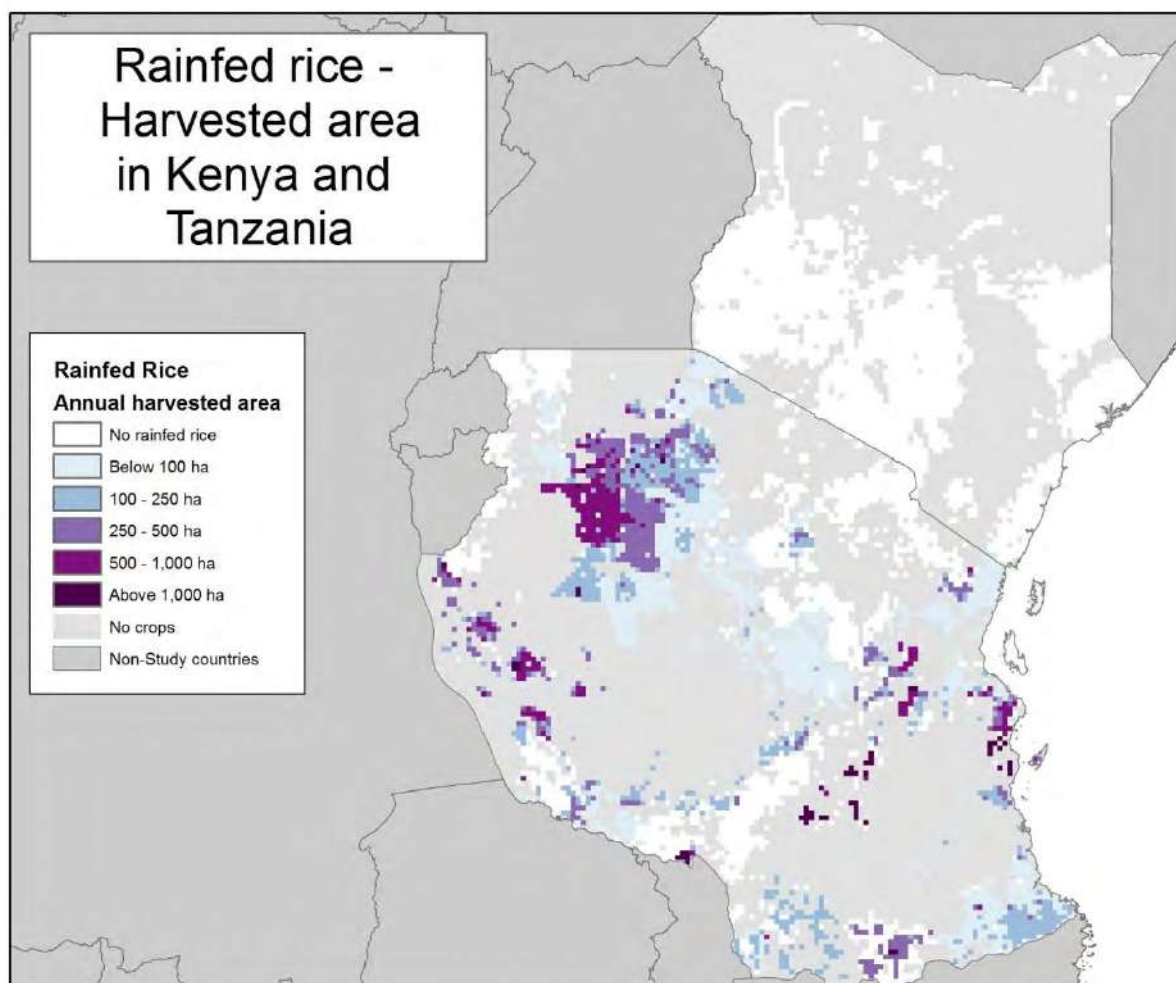 Rainfed rice -
Harvested area
in Kenya and
Tanzania
Rainfed Rice
Annual harvested area
No rainfed rice
Below 100 ha
100 - 250 ha
250 - 500 ha
500 - 1,000 ha
Above 1,000 ha
No crops
Non-Study countries